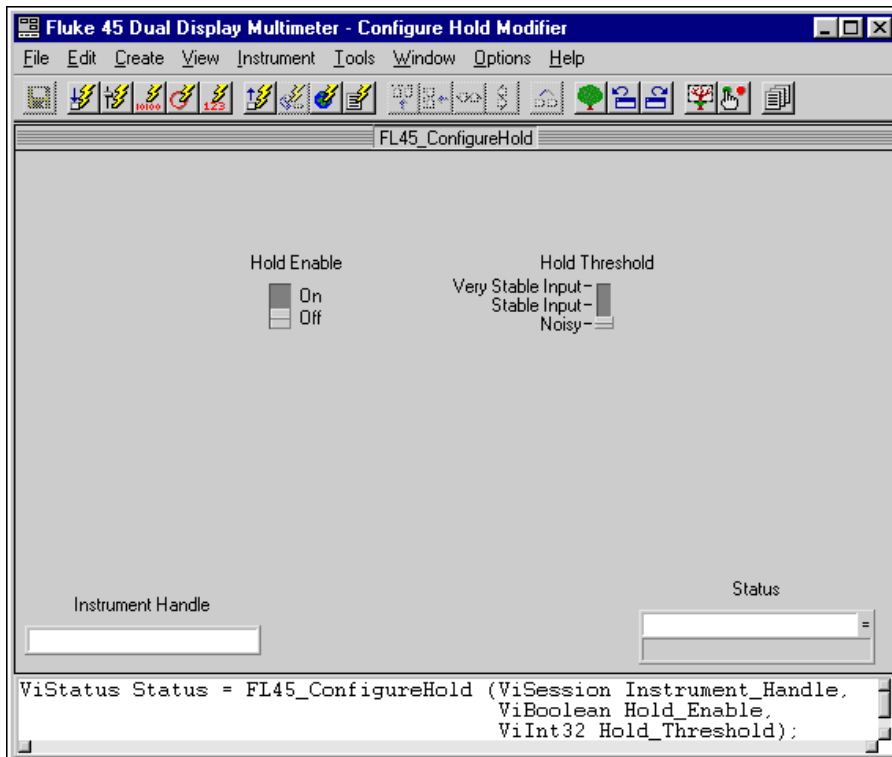 Fluke 45 Dual Display Multimeter - Configure Hold Modifier
File Edit Create View Instrument Tools Window Options Help
10100 123
FL45_ConfigureHold
Hold Enable
On
Off
Hold Threshold
Very Stable Input
Stable Input
Noisy
Instrument Handle
Status
=
ViStatus Status = FL45_ConfigureHold (ViSession Instrument_Handle,
ViBoolean Hold_Enable,
ViInt32 Hold_Threshold);